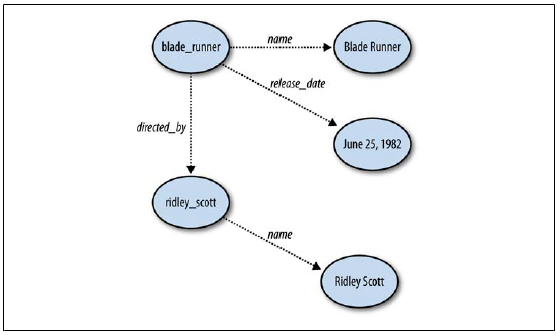 blade_runner
name
Blade Runner
release_date
directed_by
June 25, 1982
ridley_scott
name
Ridley Scott